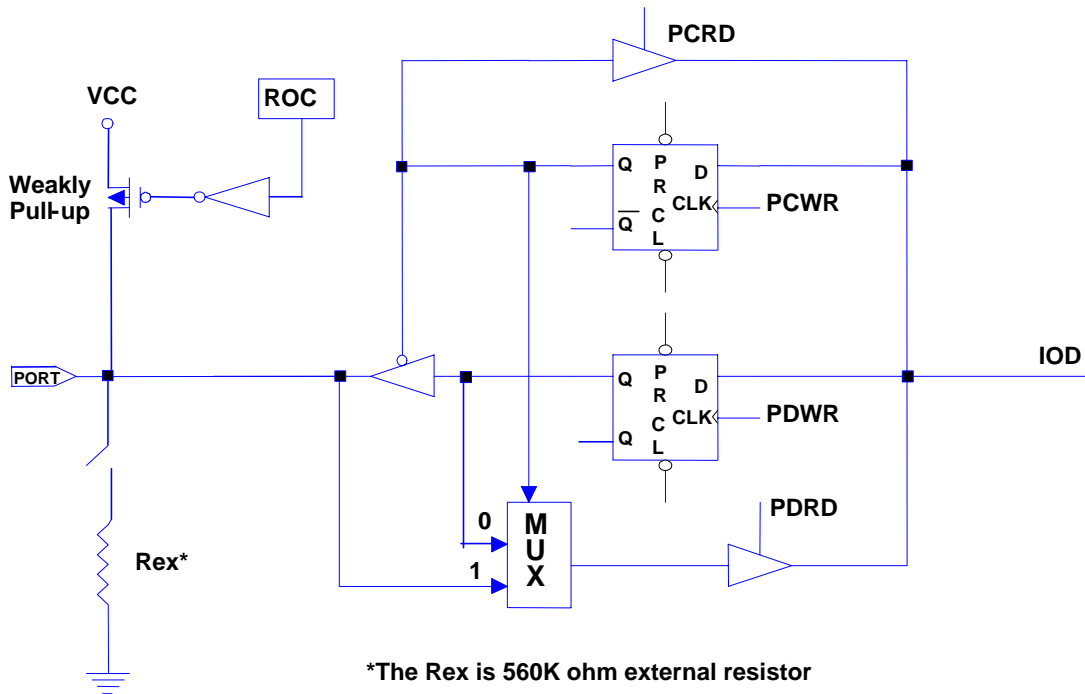 PCRD
VCC
ROC
Weakly
Pull-up
Q
P
R
D
CLK
PCWR
Q
C
L
PORT
IOD
Q
P
R
D
CLK
PDWR
Q
C
L
PDRD
0
1
M
U
X
Rex*
*The Rex is 560K ohm external resistor